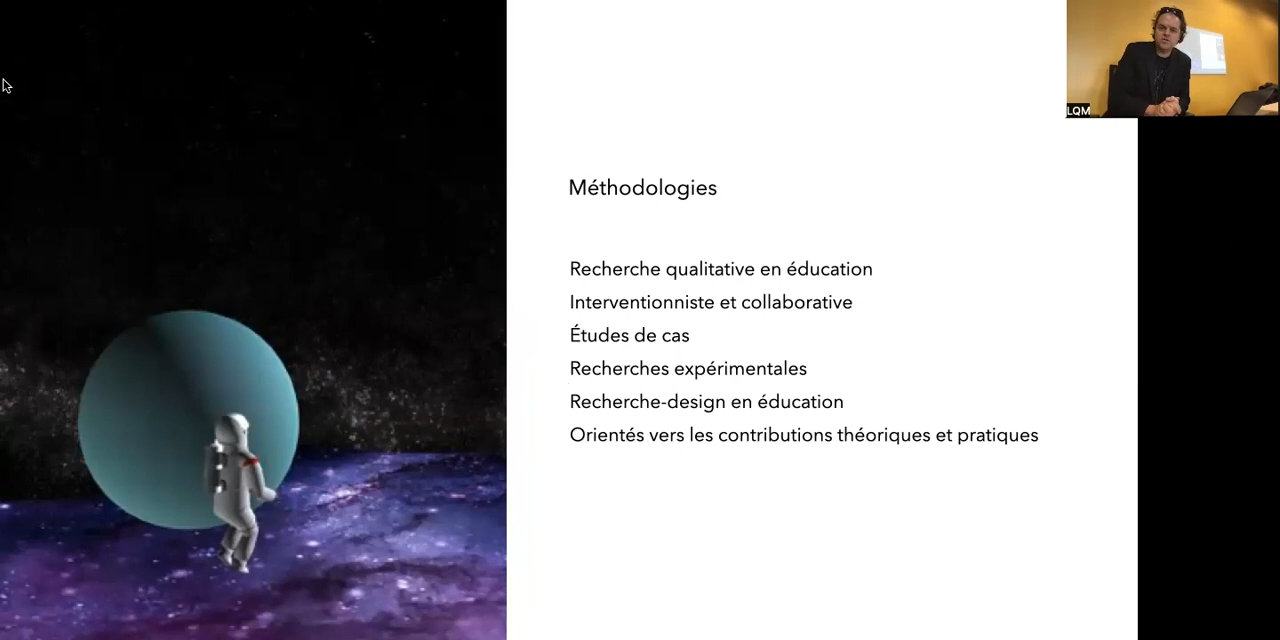 LQM
Méthodologies
Recherche qualitative en éducation
Interventionniste et collaborative
Études de cas
Recherches expérimentales
Recherche-design en éducation
Orientés vers les contributions théoriques et pratiques